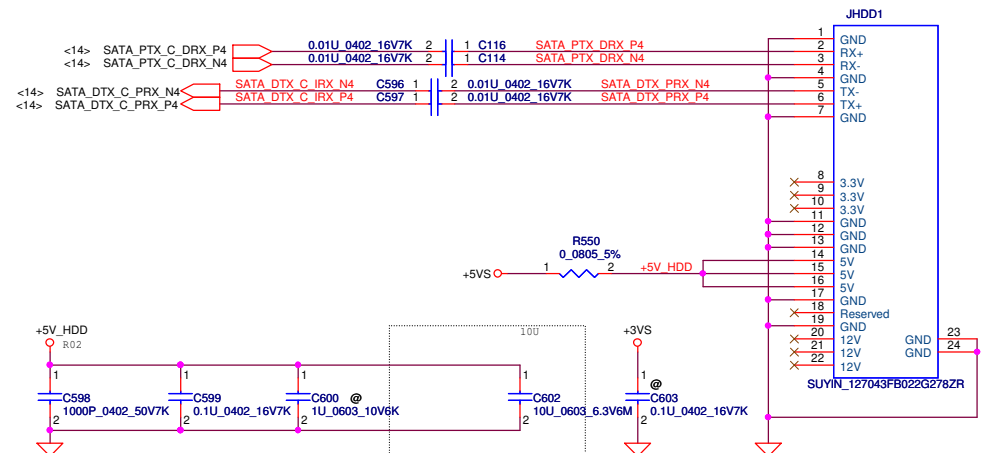 JHDD1
<14> SATA_PTX_C_DRX_P4 0.01U_0402_16V7K 2 1 C116 SATA_PTX_DRX_P4
<14> SATA_PTX_C_DRX_N4 0.01U_0402_16V7K 2 1 C114 SATA_PTX_DRX_N4
<14> SATA_DTX_C_PRX_N4 SATA_DTX_C_IRX_N4 C596 1 2 0.01U_0402_16V7K SATA_DTX_PRX_N4
<14> SATA_DTX_C_PRX_P4 SATA_DTX_C_IRX_P4 C597 1 2 0.01U_0402_16V7K SATA_DTX_PRX_P4
1 GND
2 RX+
3 RX-
4 GND
5 TX-
6 TX+
7 GND
8 3.3V
9 3.3V
10 3.3V
11 GND
12 GND
13 GND
14 5V
15 5V
16 5V
17 GND
18 Reserved
19 GND
20 12V
21 12V
22 12V
GND 23
GND 24
SUYIN_127043FB022G278ZR
R550
0_0805_5%
+5VS 1 2 +5V_HDD
+5V_HDD
R02
10U
+3VS
1 C598
1000P_0402_50V7K
2
1 C599
0.1U_0402_16V7K
2
1 C600 @
1U_0603_10V6K
2
1 C602
10U_0603_6.3V6M
2
1 @
C603
0.1U_0402_16V7K
2